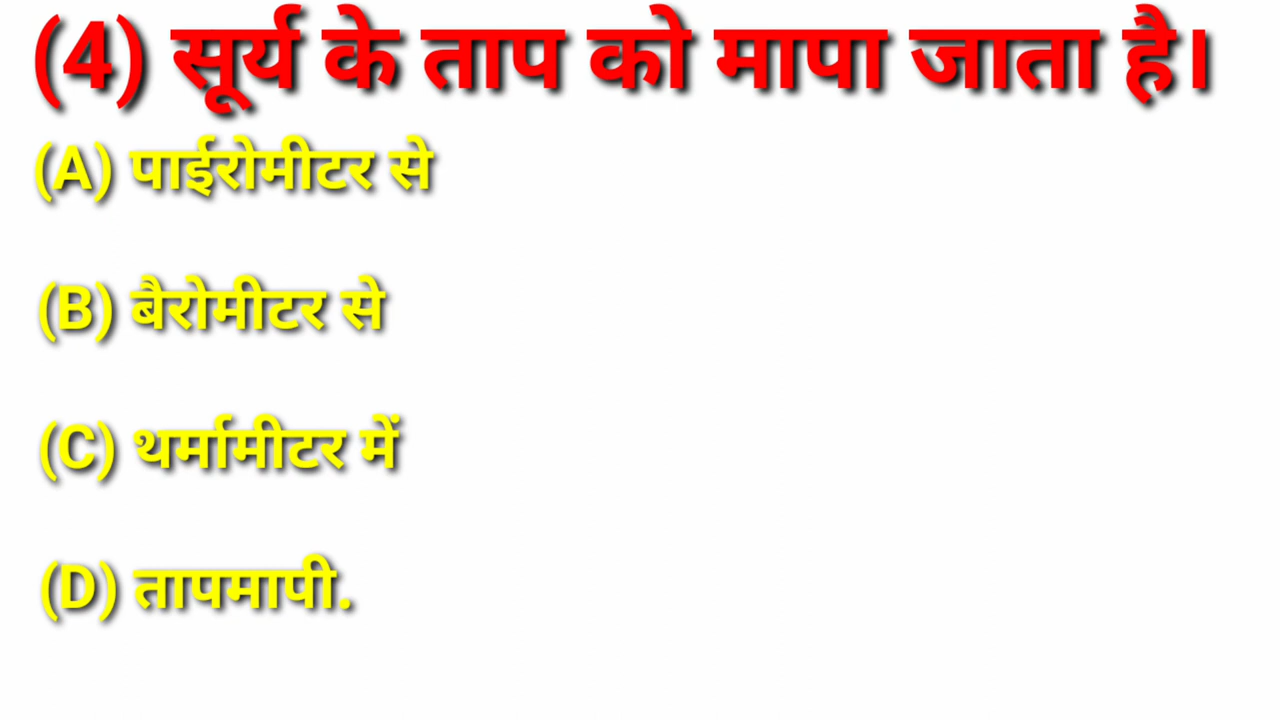 (4) सूर्य के ताप को मापा जाता है।
(A) पाईरोमीटर से
(B) बैरोमीटर से
(C) थर्मामीटर में
(D) तापमापी.